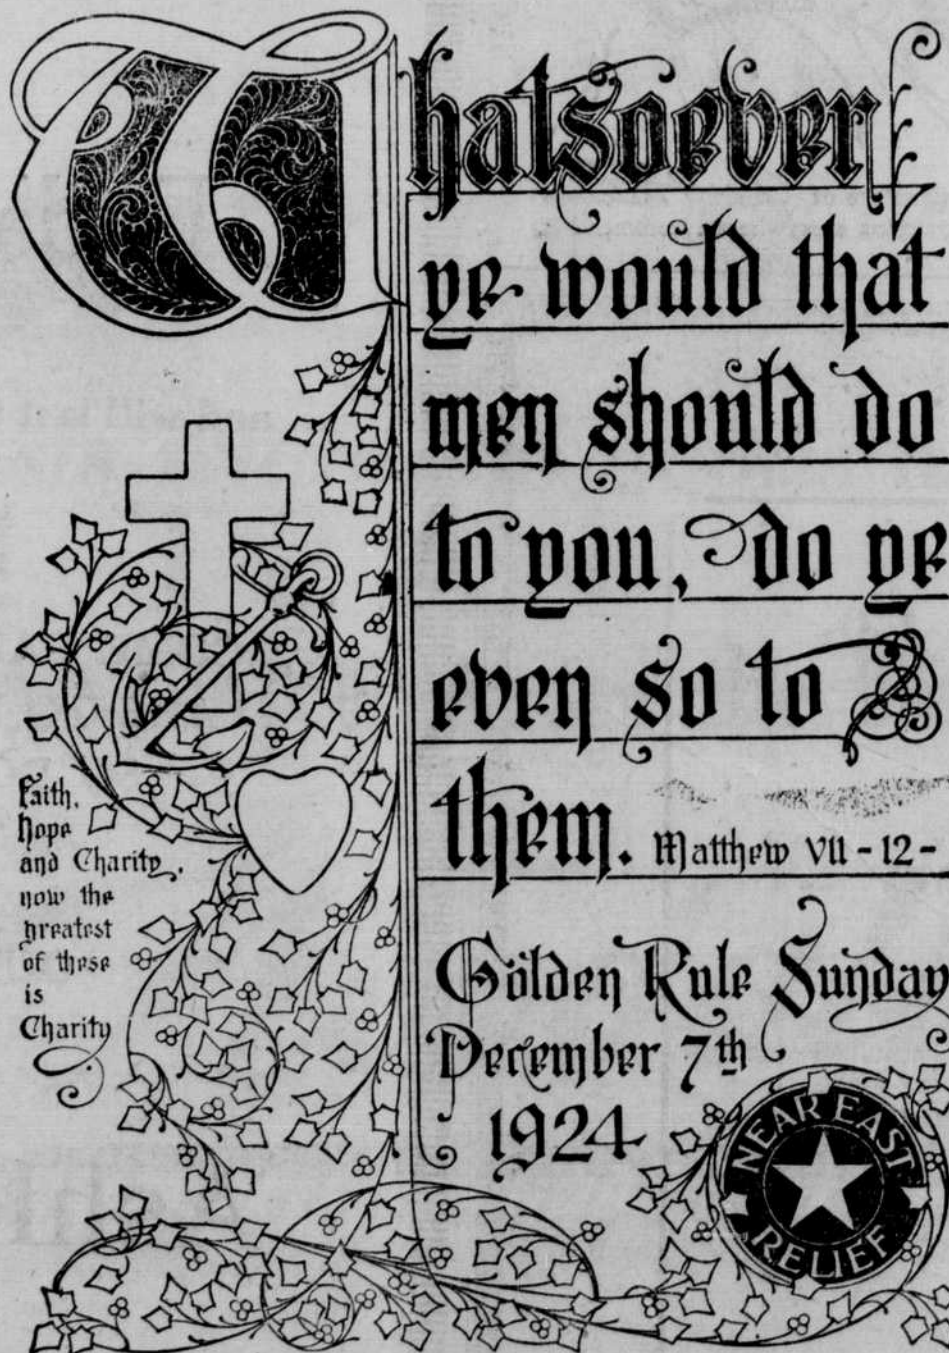 Whatsoever
ye would that
men should do
to you, do ye
even so to
them. Matthew VII - 12 -
Faith,
hope
and Charity,
now the
greatest
of these
is
Charity
Golden Rule Sunday
December 7th
1924
NEAR EAST
RELIEF